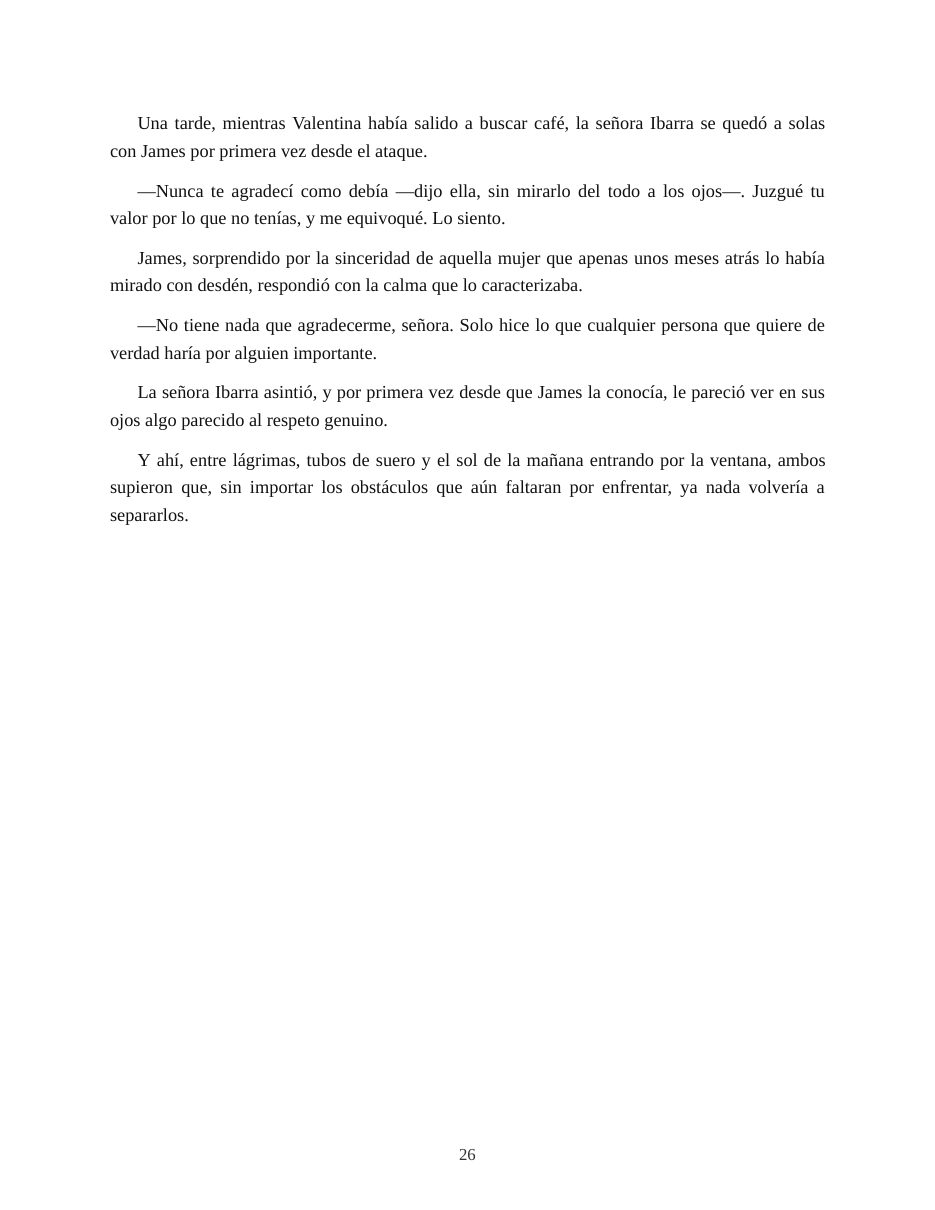 Una tarde, mientras Valentina había salido a buscar café, la señora Ibarra se quedó a solas
con James por primera vez desde el ataque.
—Nunca te agradecí como debía —dijo ella, sin mirarlo del todo a los ojos—. Juzgué tu
valor por lo que no tenías, y me equivoqué. Lo siento.
James, sorprendido por la sinceridad de aquella mujer que apenas unos meses atrás lo había
mirado con desdén, respondió con la calma que lo caracterizaba.
—No tiene nada que agradecerme, señora. Solo hice lo que cualquier persona que quiere de
verdad haría por alguien importante.
La señora Ibarra asintió, y por primera vez desde que James la conocía, le pareció ver en sus
ojos algo parecido al respeto genuino.
Y ahí, entre lágrimas, tubos de suero y el sol de la mañana entrando por la ventana, ambos
supieron que, sin importar los obstáculos que aún faltaran por enfrentar, ya nada volvería a
separarlos.
26